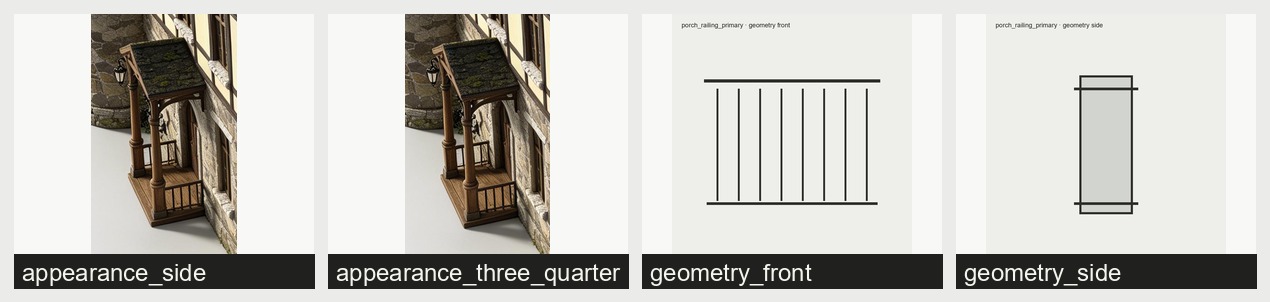 porch_railing_primary · geometry front
porch_railing_primary · geometry side
appearance_side
appearance_three_quarter
geometry_front
geometry_side